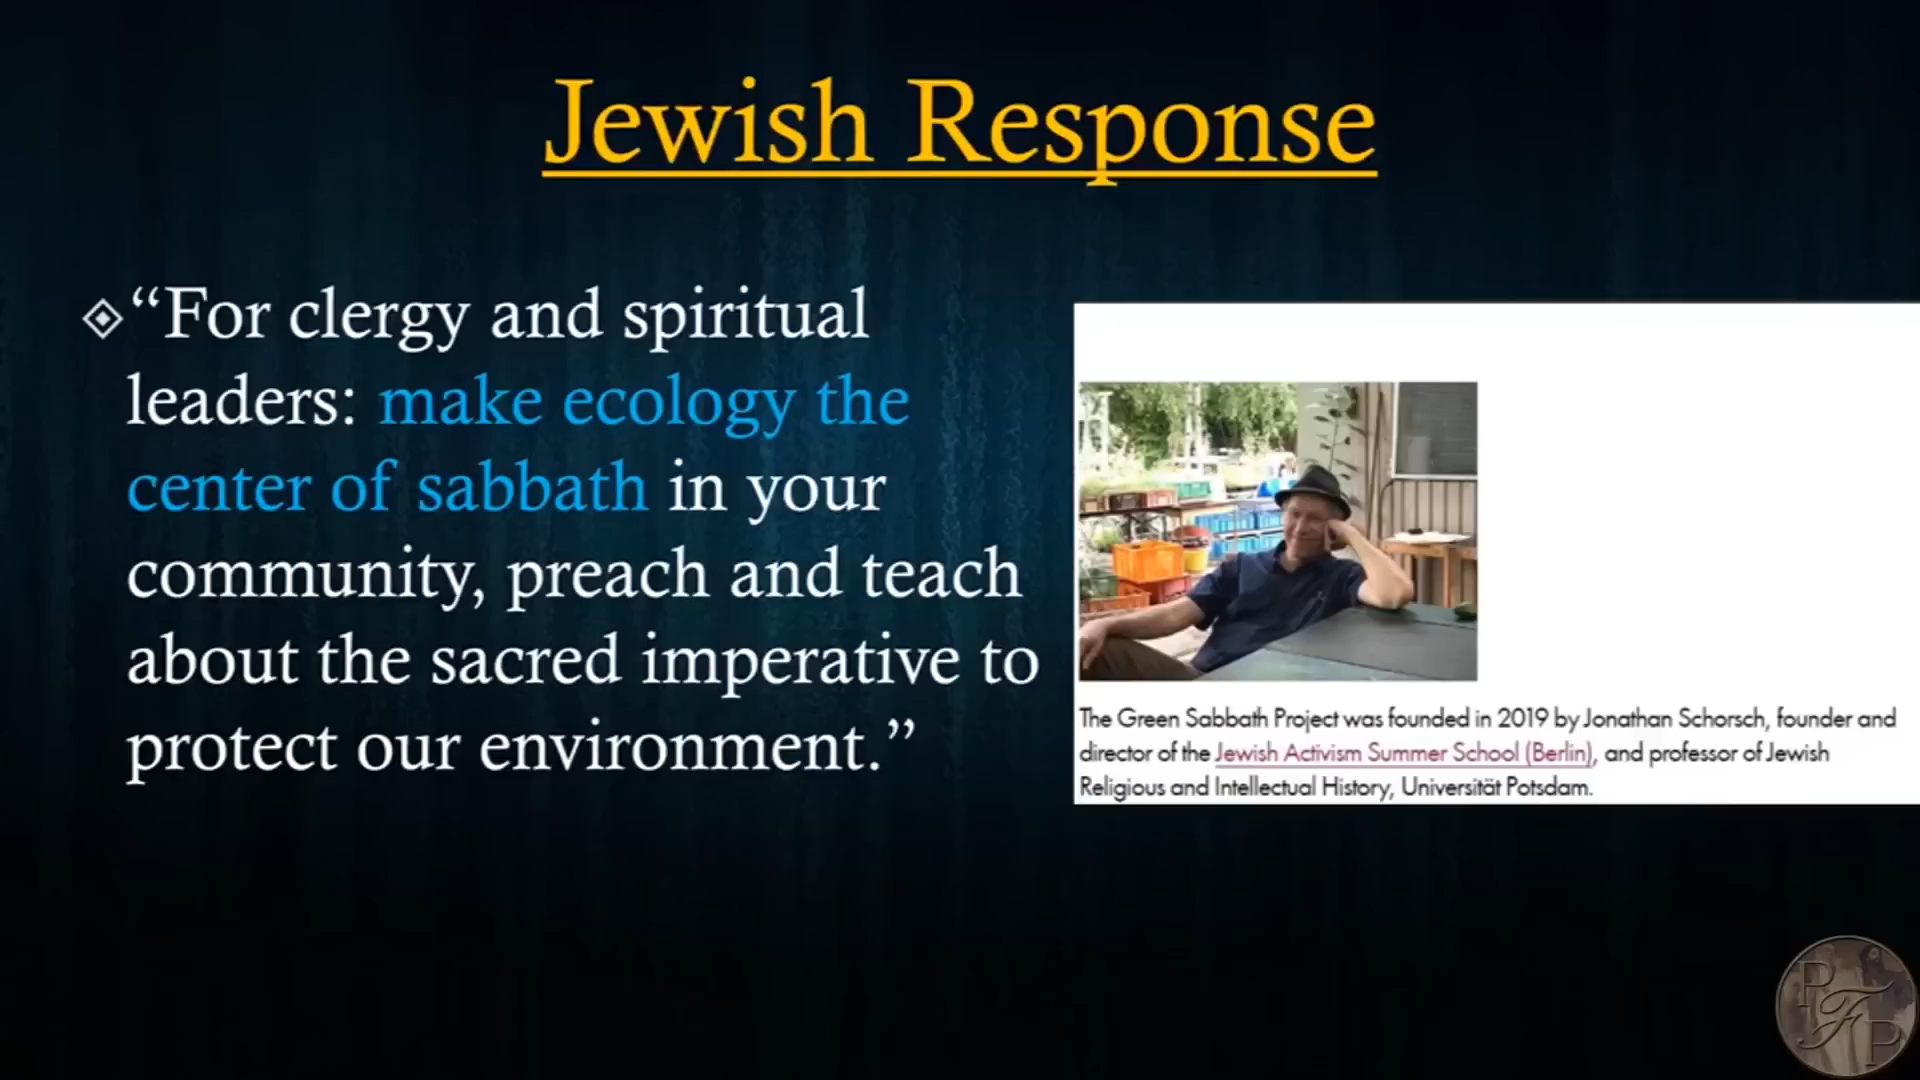 Jewish Response
“For clergy and spiritual
leaders: make ecology the
center of sabbath in your
community, preach and teach
about the sacred imperative to
protect our environment.”
The Green Sabbath Project was founded in 2019 by Jonathan Schorsch, founder and
director of the Jewish Activism Summer School (Berlin), and professor of Jewish
Religious and Intellectual History, Universität Potsdam.
PFP